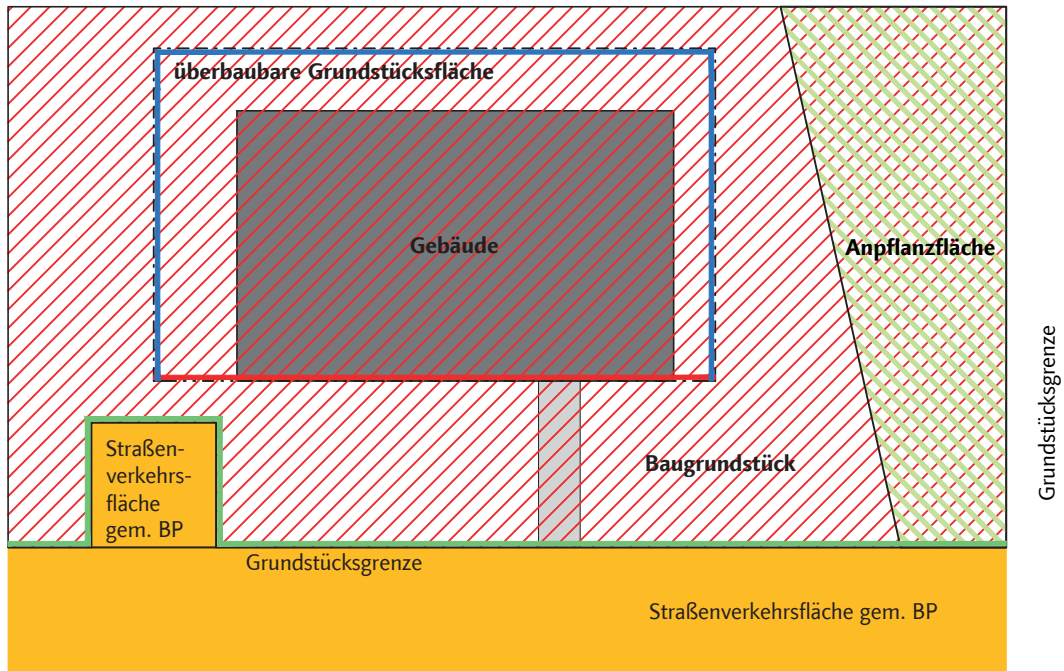 überbaubare Grundstücksfläche
Gebäude
Anpflanzfläche
Grundstücksgrenze
Straßen-
verkehrs-
fläche
gem. BP
Baugrundstück
Grundstücksgrenze
Straßenverkehrsfläche gem. BP